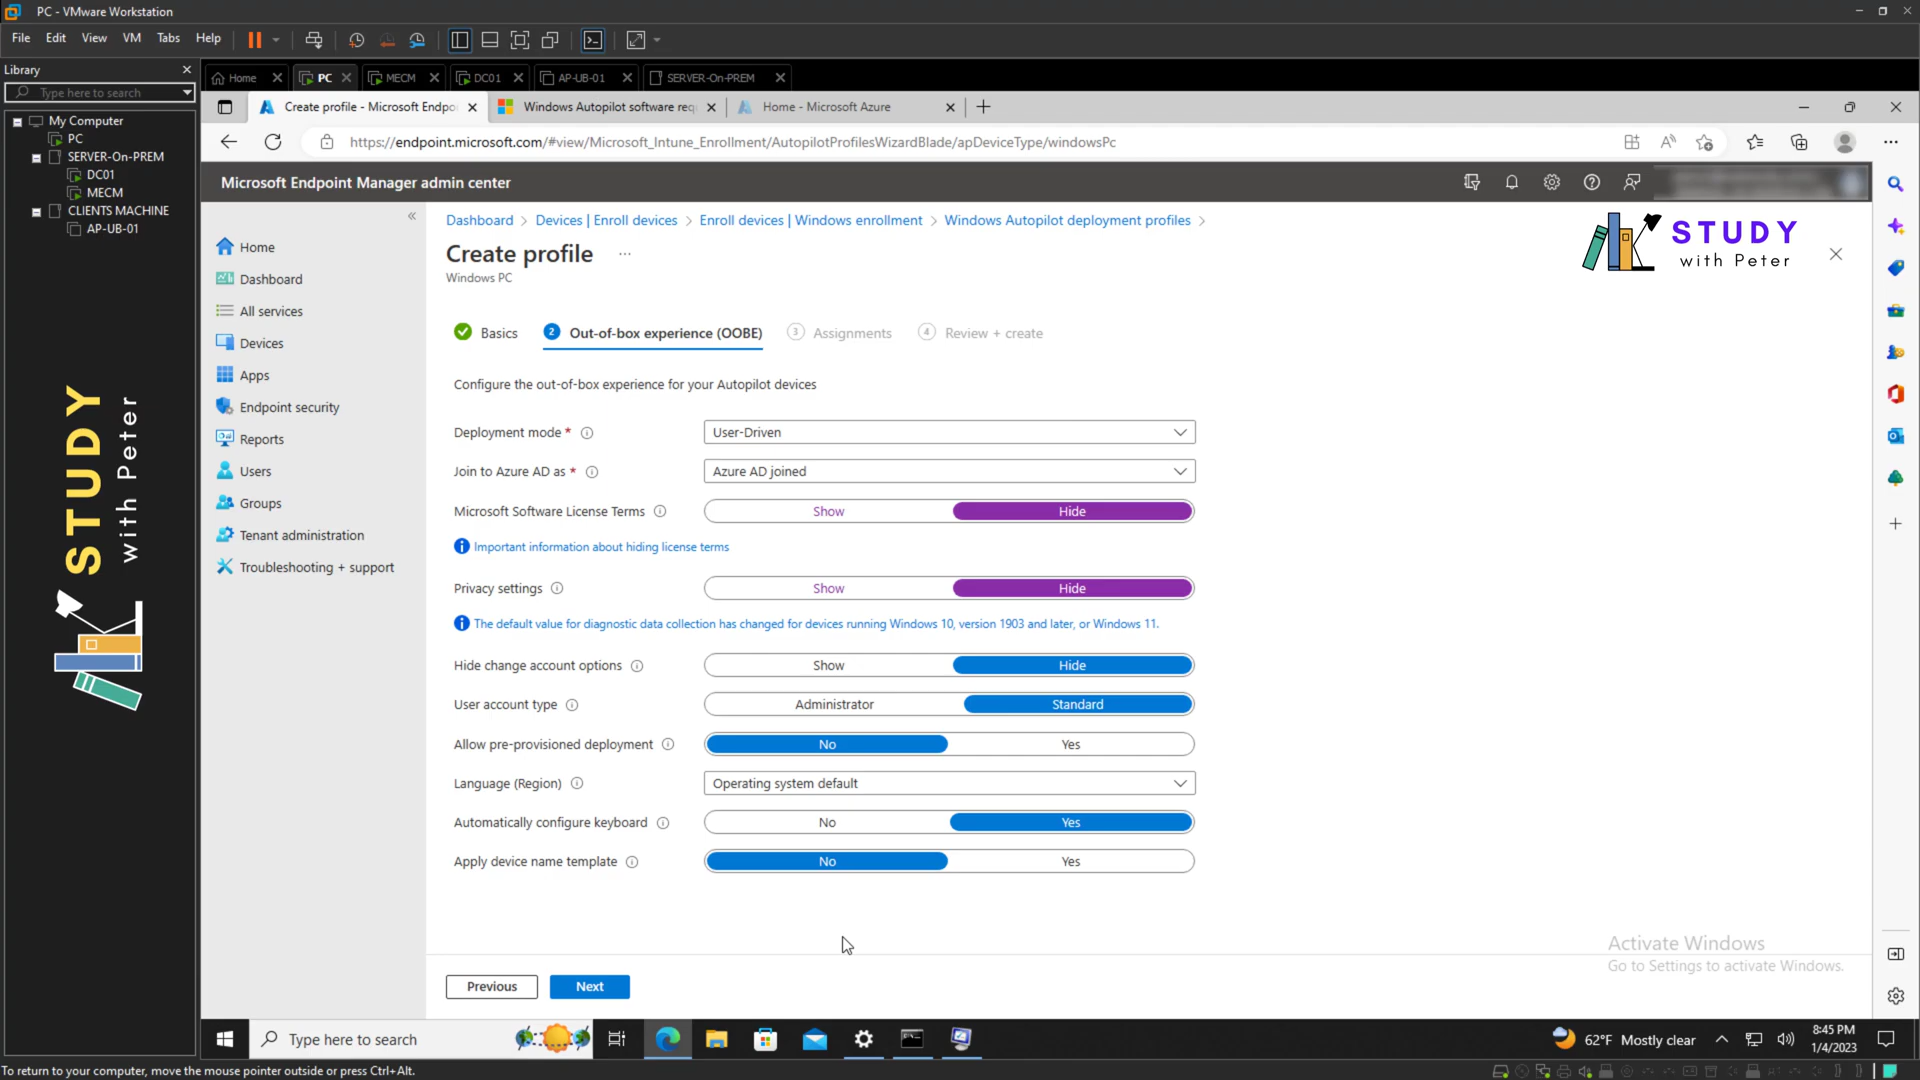 PC - VMware Workstation
File Edit View VM Tabs Help
Library
Type here to search
My Computer
PC
SERVER-On-PREM
DC01
MECM
CLIENTS MACHINE
AP-UB-01
STUDY
with Peter
Home PC MECM DC01 AP-UB-01 SERVER-On-PREM
Create profile - Microsoft Endpo Windows Autopilot software req Home - Microsoft Azure
https://endpoint.microsoft.com/#view/Microsoft_Intune_Enrollment/AutopilotProfilesWizardBlade/apDeviceType/windowsPc
Microsoft Endpoint Manager admin center
Home
Dashboard
All services
Devices
Apps
Endpoint security
Reports
Users
Groups
Tenant administration
Troubleshooting + support
Dashboard > Devices | Enroll devices > Enroll devices | Windows enrollment > Windows Autopilot deployment profiles >
Create profile ...
Windows PC
STUDY
with Peter
Basics 2 Out-of-box experience (OOBE) 3 Assignments 4 Review + create
Configure the out-of-box experience for your Autopilot devices
Deployment mode * User-Driven
Join to Azure AD as * Azure AD joined
Microsoft Software License Terms Show Hide
Important information about hiding license terms
Privacy settings Show Hide
The default value for diagnostic data collection has changed for devices running Windows 10, version 1903 and later, or Windows 11.
Hide change account options Show Hide
User account type Administrator Standard
Allow pre-provisioned deployment No Yes
Language (Region) Operating system default
Automatically configure keyboard No Yes
Apply device name template No Yes
Activate Windows
Go to Settings to activate Windows.
Previous Next
Type here to search
62°F Mostly clear
8:45 PM
1/4/2023
To return to your computer, move the mouse pointer outside or press Ctrl+Alt.